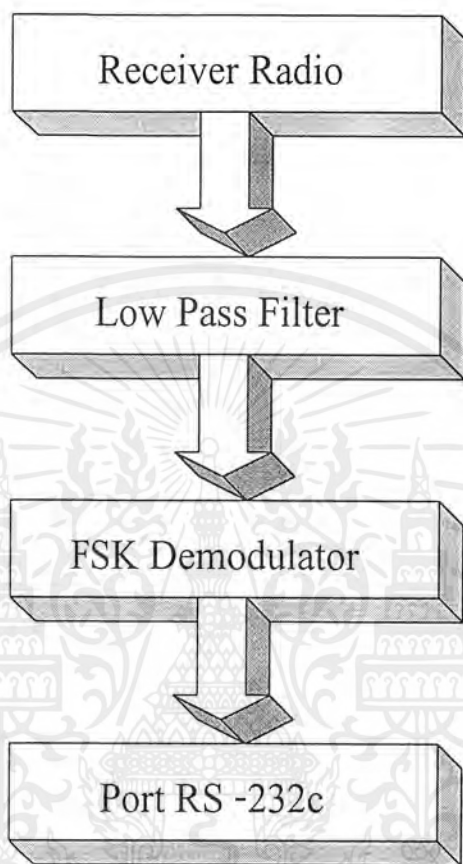 Receiver Radio
Low Pass Filter
FSK Demodulator
Port RS -232c